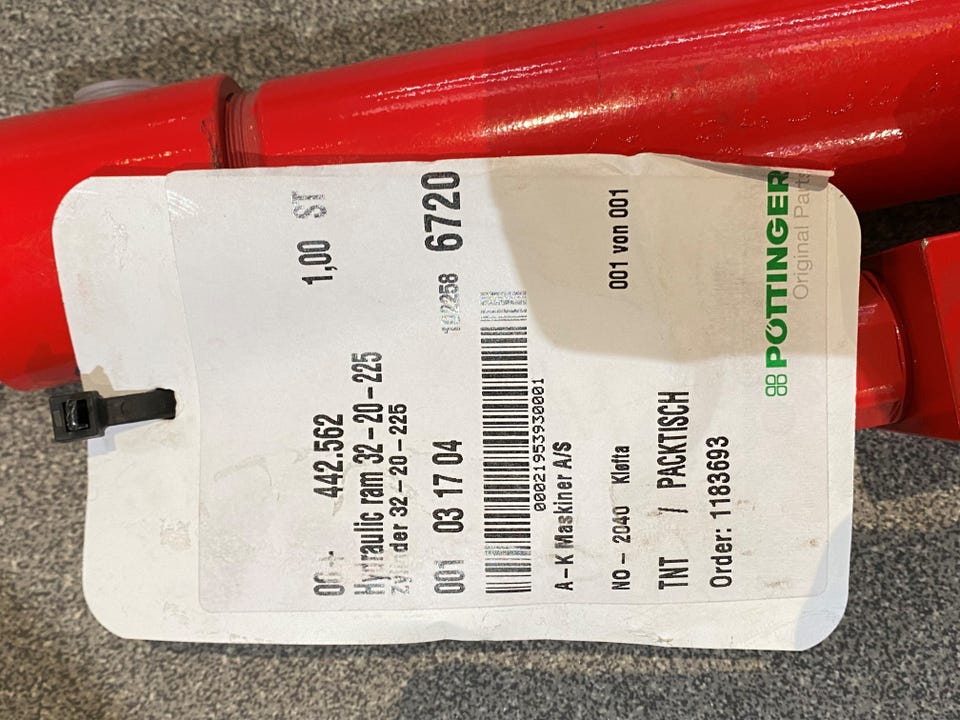 442.562 1,00 ST
Hydraulic ram 32-20-225
Zylinder 32-20-225
001 03 17 04 6720
000219539300001
A-K Maskiner A/S
NO- 2040 Kløfta 001 von 001
TNT / PACKTISCH
Order: 1183693
PÖTTINGER
Original Parts